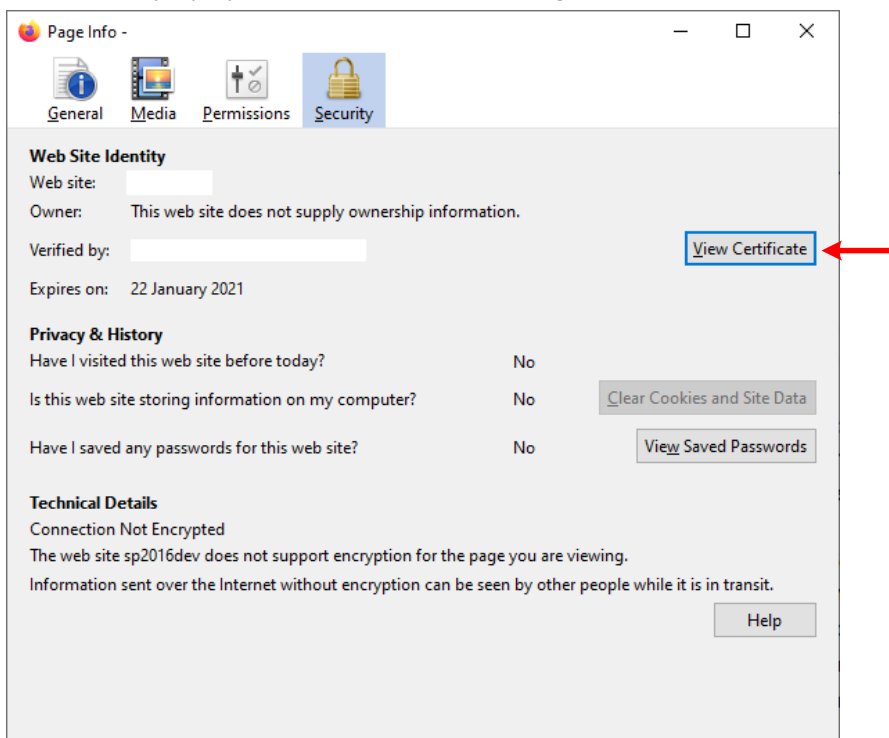 Page Info -
General Media Permissions Security
Web Site Identity
Web site:
Owner: This web site does not supply ownership information.
Verified by: View Certificate
Expires on: 22 January 2021
Privacy & History
Have I visited this web site before today? No
Is this web site storing information on my computer? No Clear Cookies and Site Data
Have I saved any passwords for this web site? No View Saved Passwords
Technical Details
Connection Not Encrypted
The web site sp2016dev does not support encryption for the page you are viewing.
Information sent over the Internet without encryption can be seen by other people while it is in transit.
Help